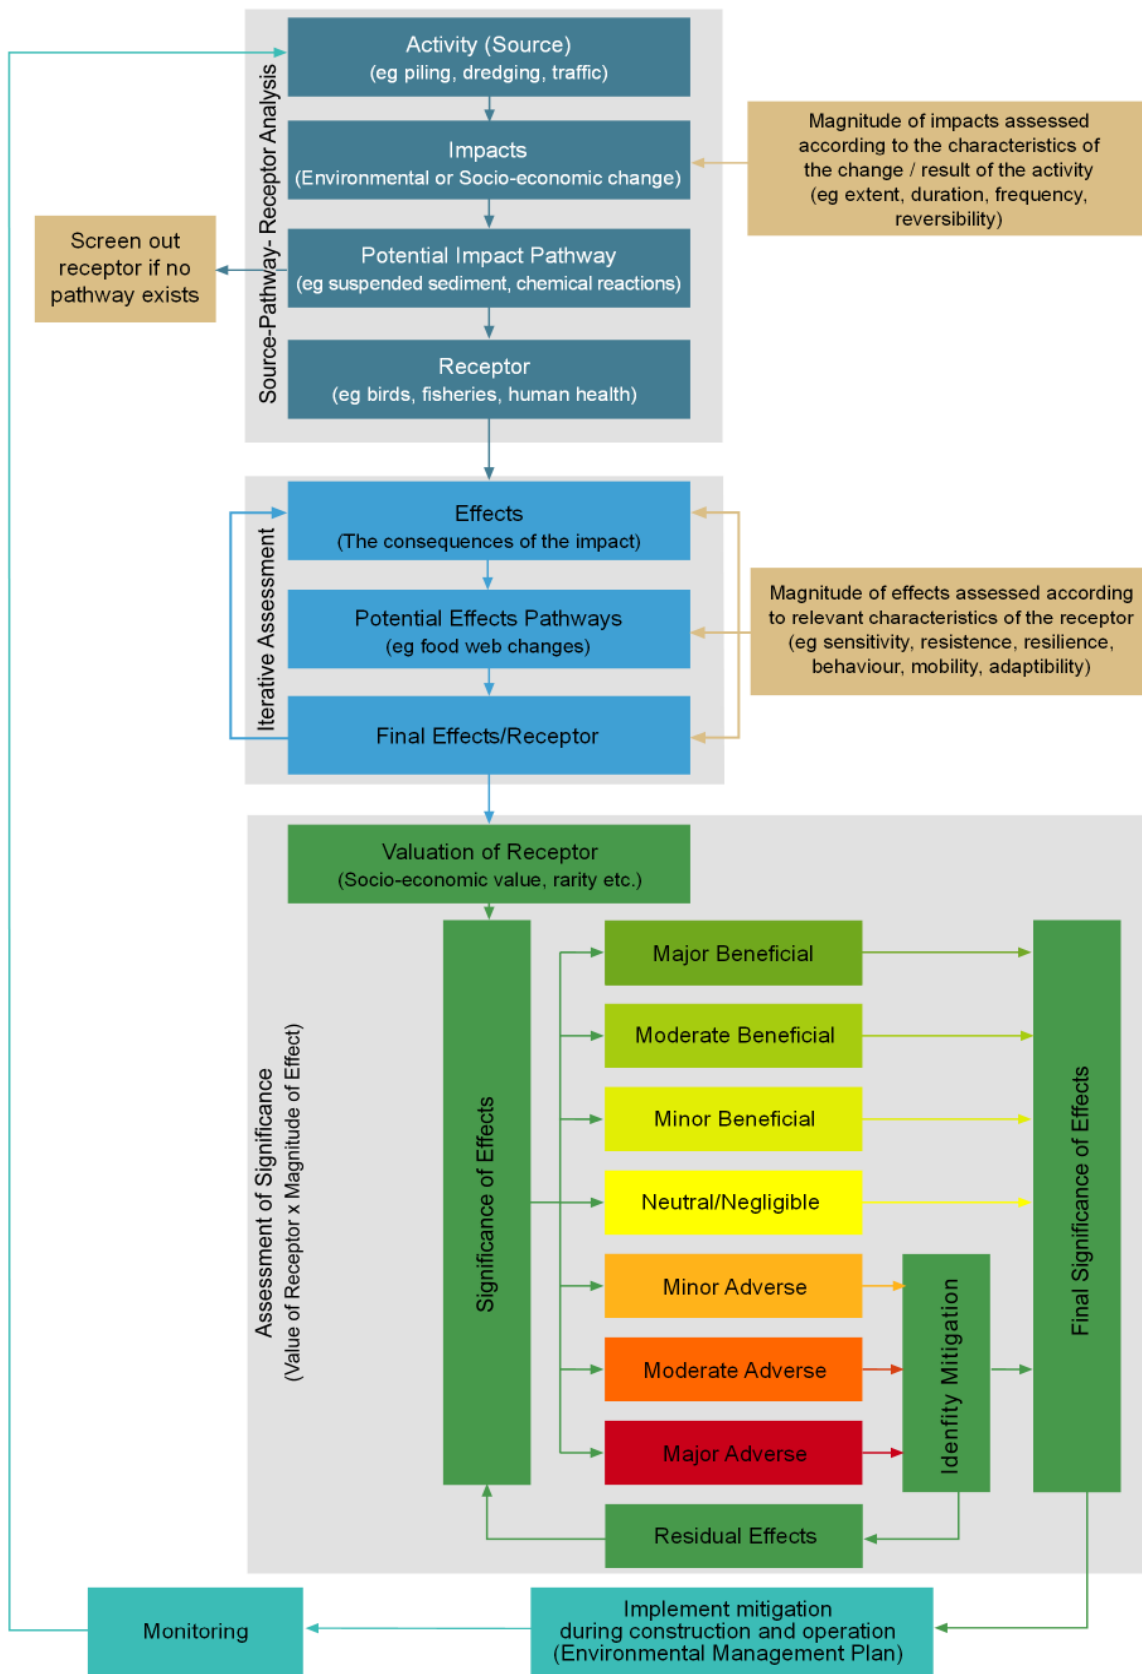 Activity (Source)
(eg piling, dredging, traffic)
Impacts
(Environmental or Socio-economic change)
Magnitude of impacts assessed
according to the characteristics of
the change / result of the activity
(eg extent, duration, frequency,
reversibility)
Source-Pathway- Receptor Analysis
Screen out
receptor if no
pathway exists
Potential Impact Pathway
(eg suspended sediment, chemical reactions)
Receptor
(eg birds, fisheries, human health)
Iterative Assessment
Effects
(The consequences of the impact)
Potential Effects Pathways
(eg food web changes)
Final Effects/Receptor
Magnitude of effects assessed according
to relevant characteristics of the receptor
(eg sensitivity, resistence, resilience,
behaviour, mobility, adaptibility)
Assessment of Significance
(Value of Receptor x Magnitude of Effect)
Valuation of Receptor
(Socio-economic value, rarity etc.)
Significance of Effects
Major Beneficial
Moderate Beneficial
Minor Beneficial
Neutral/Negligible
Minor Adverse
Moderate Adverse
Major Adverse
Idenfity Mitigation
Final Significance of Effects
Residual Effects
Monitoring
Implement mitigation
during construction and operation
(Environmental Management Plan)